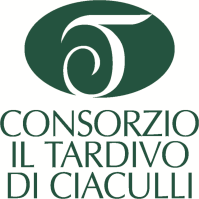 T
CONSORZIO
IL TARDIVO
DI CIACULLI